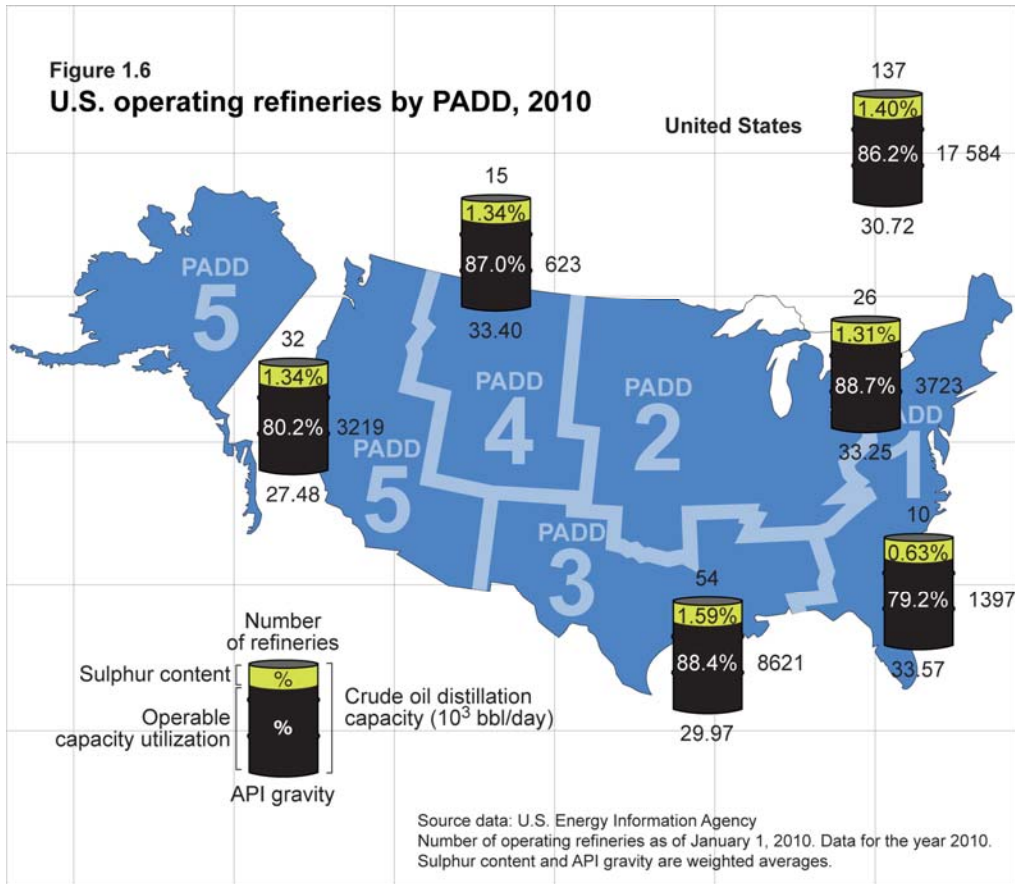 Figure 1.6
U.S. operating refineries by PADD, 2010
United States
137
1.40%
86.2%
17 584
30.72
15
1.34%
87.0%
623
33.40
PADD
5
32
1.34%
80.2%
3219
27.48
PADD
5
PADD
4
PADD
2
26
1.31%
88.7%
3723
33.25
PADD
1
10
0.63%
79.2%
1397
33.57
PADD
3
54
1.59%
88.4%
8621
29.97
Number
of refineries
Sulphur content
%
Operable
capacity utilization
%
Crude oil distillation
capacity (10³ bbl/day)
API gravity
Source data: U.S. Energy Information Agency
Number of operating refineries as of January 1, 2010. Data for the year 2010.
Sulphur content and API gravity are weighted averages.